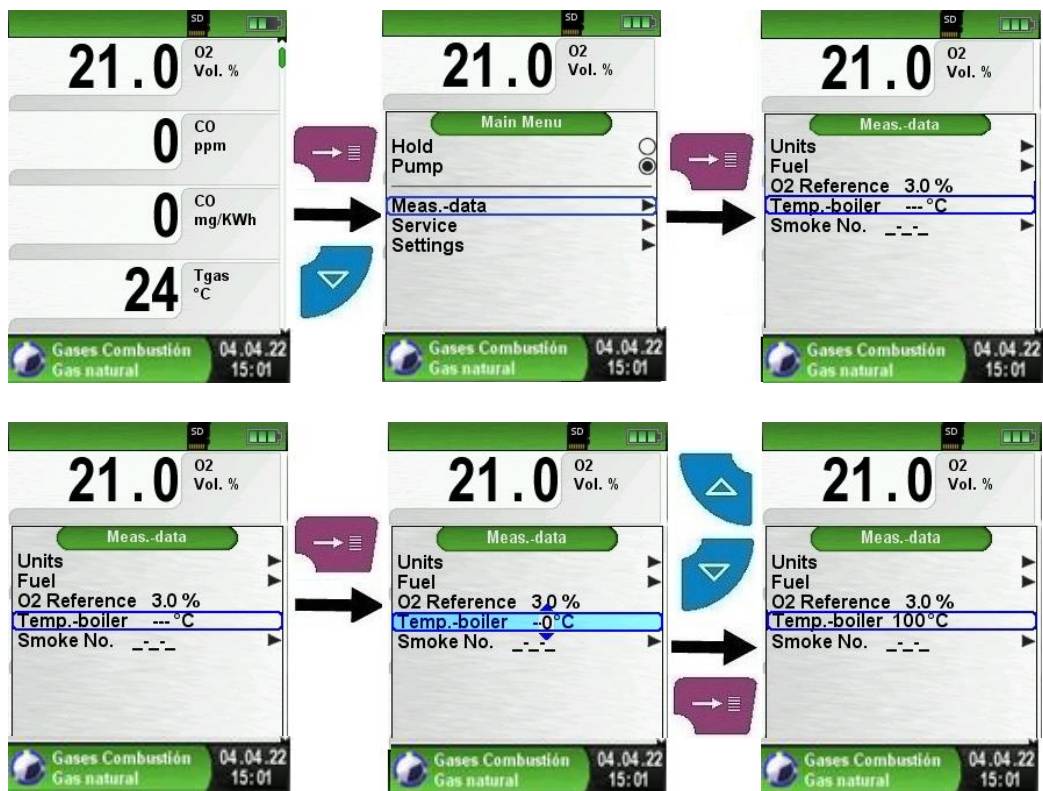 SD
21.0 O2
Vol. %
0 CO
ppm
0 CO
mg/KWh
24 Tgas
°C
Gases Combustión 04.04.22
Gas natural 15:01
SD
21.0 O2
Vol. %
Main Menu
Hold
Pump
Meas.-data
Service
Settings
Gases Combustión 04.04.22
Gas natural 15:01
SD
21.0 O2
Vol. %
Meas.-data
Units
Fuel
O2 Reference 3.0 %
Temp.-boiler --- °C
Smoke No. _-_-_
Gases Combustión 04.04.22
Gas natural 15:01
SD
21.0 O2
Vol. %
Meas.-data
Units
Fuel
O2 Reference 3.0 %
Temp.-boiler --- °C
Smoke No. _-_-_
Gases Combustión 04.04.22
Gas natural 15:01
SD
21.0 O2
Vol. %
Meas.-data
Units
Fuel
O2 Reference 3.0 %
Temp.-boiler --0°C
Smoke No. _-_-_
Gases Combustión 04.04.22
Gas natural 15:01
SD
21.0 O2
Vol. %
Meas.-data
Units
Fuel
O2 Reference 3.0 %
Temp.-boiler 100°C
Smoke No. _-_-_
Gases Combustión 04.04.22
Gas natural 15:01